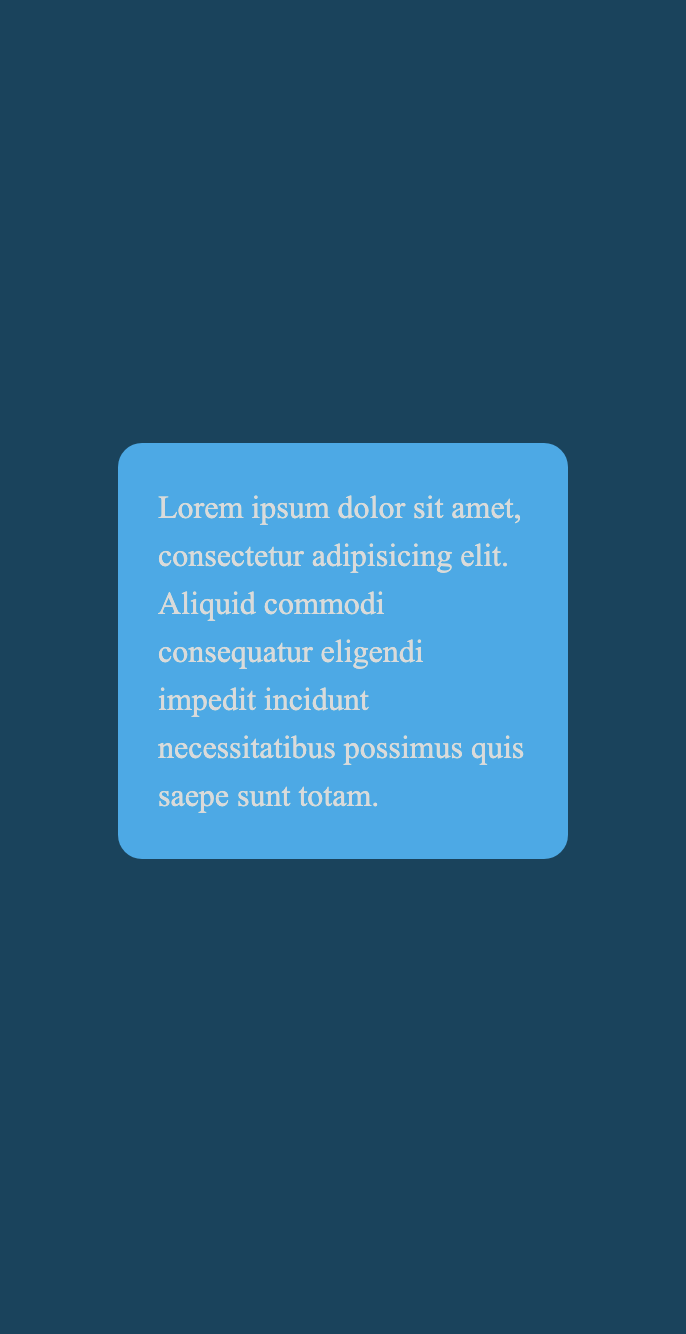 Lorem ipsum dolor sit amet,
consectetur adipisicing elit.
Aliquid commodi
consequatur eligendi
impedit incidunt
necessitatibus possimus quis
saepe sunt totam.